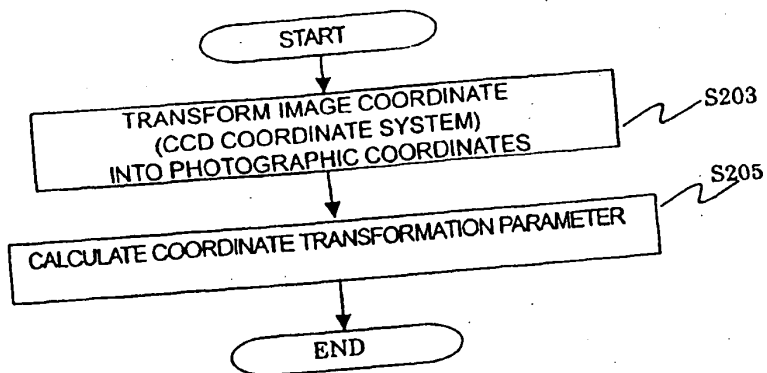 START
TRANSFORM IMAGE COORDINATE
(CCD COORDINATE SYSTEM)
INTO PHOTOGRAPHIC COORDINATES
S203
S205
CALCULATE COORDINATE TRANSFORMATION PARAMETER
END